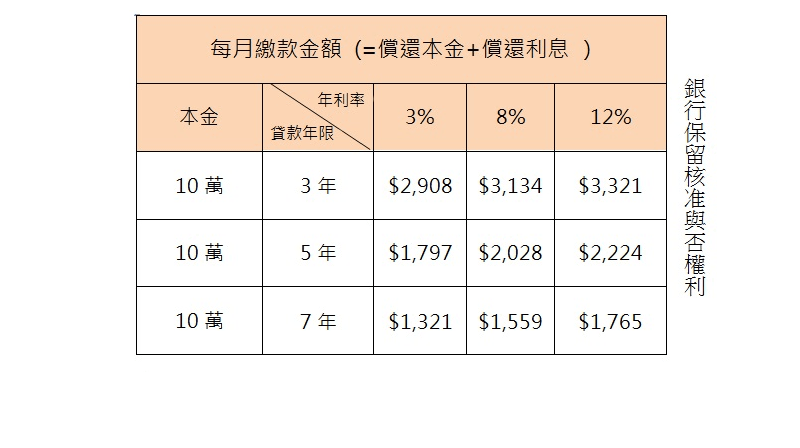 每月繳款金額 (=償還本金+償還利息 )
本金 年利率 貸款年限 3% 8% 12%
10 萬 3 年 $2,908 $3,134 $3,321
10 萬 5 年 $1,797 $2,028 $2,224
10 萬 7 年 $1,321 $1,559 $1,765
銀行保留核准與否權利